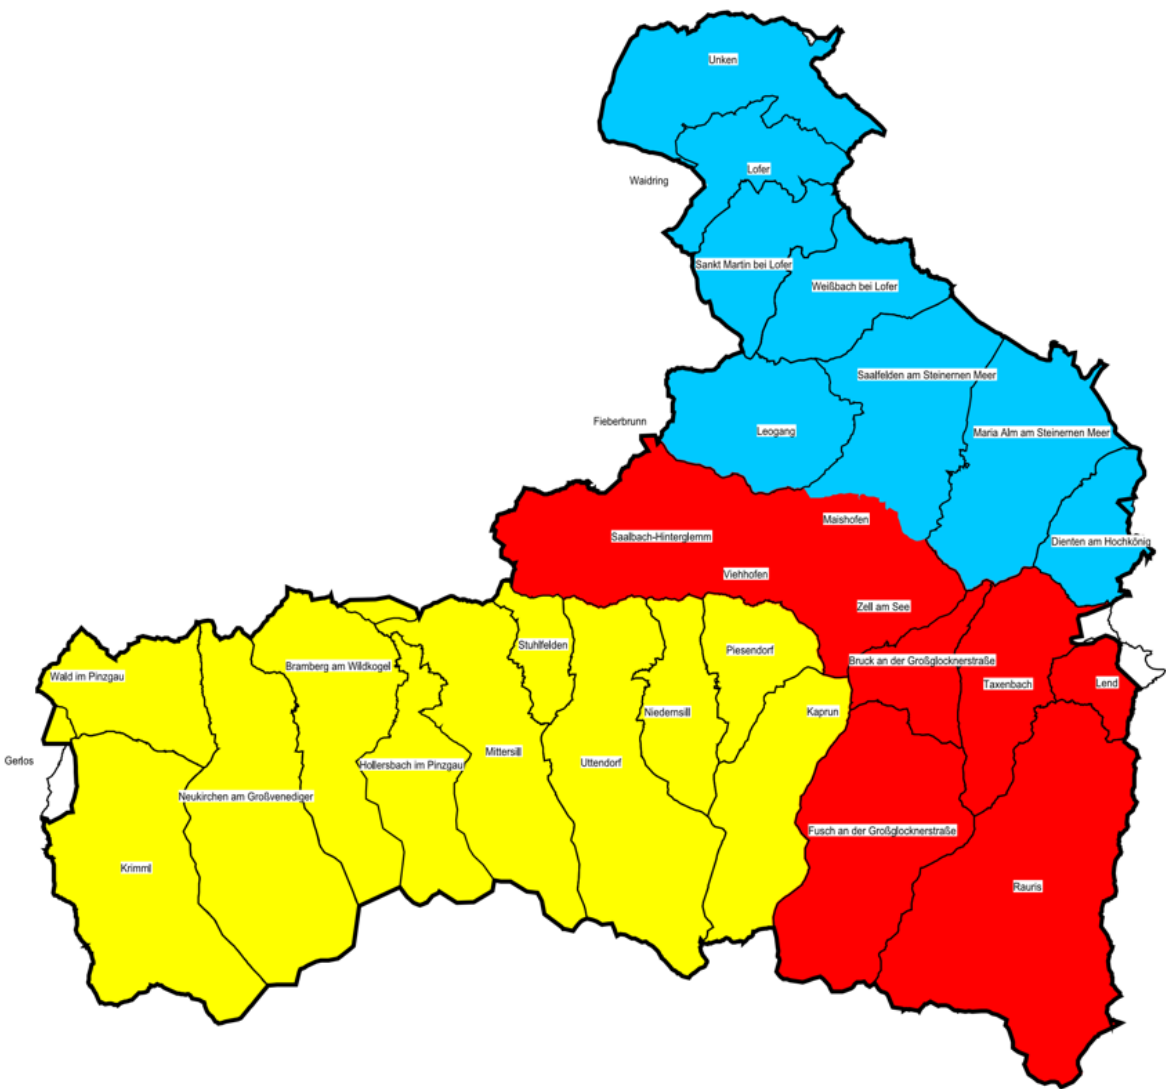 Unken
Lofer
Waidring
Sankt Martin bei Lofer
Weißbach bei Lofer
Saalfelden am Steinernen Meer
Fieberbrunn
Leogang
Maria Alm am Steinernen Meer
Maishofen
Saalbach-Hinterglemm
Dienten am Hochkönig
Viehhofen
Zell am See
Stuhlfelden
Piesendorf
Bruck an der Großglocknerstraße
Bramberg am Wildkogel
Wald im Pinzgau
Taxenbach
Lend
Niedernsill
Kaprun
Mittersill
Gerlos
Uttendorf
Hollersbach im Pinzgau
Neukirchen am Großvenediger
Fusch an der Großglocknerstraße
Krimml
Rauris